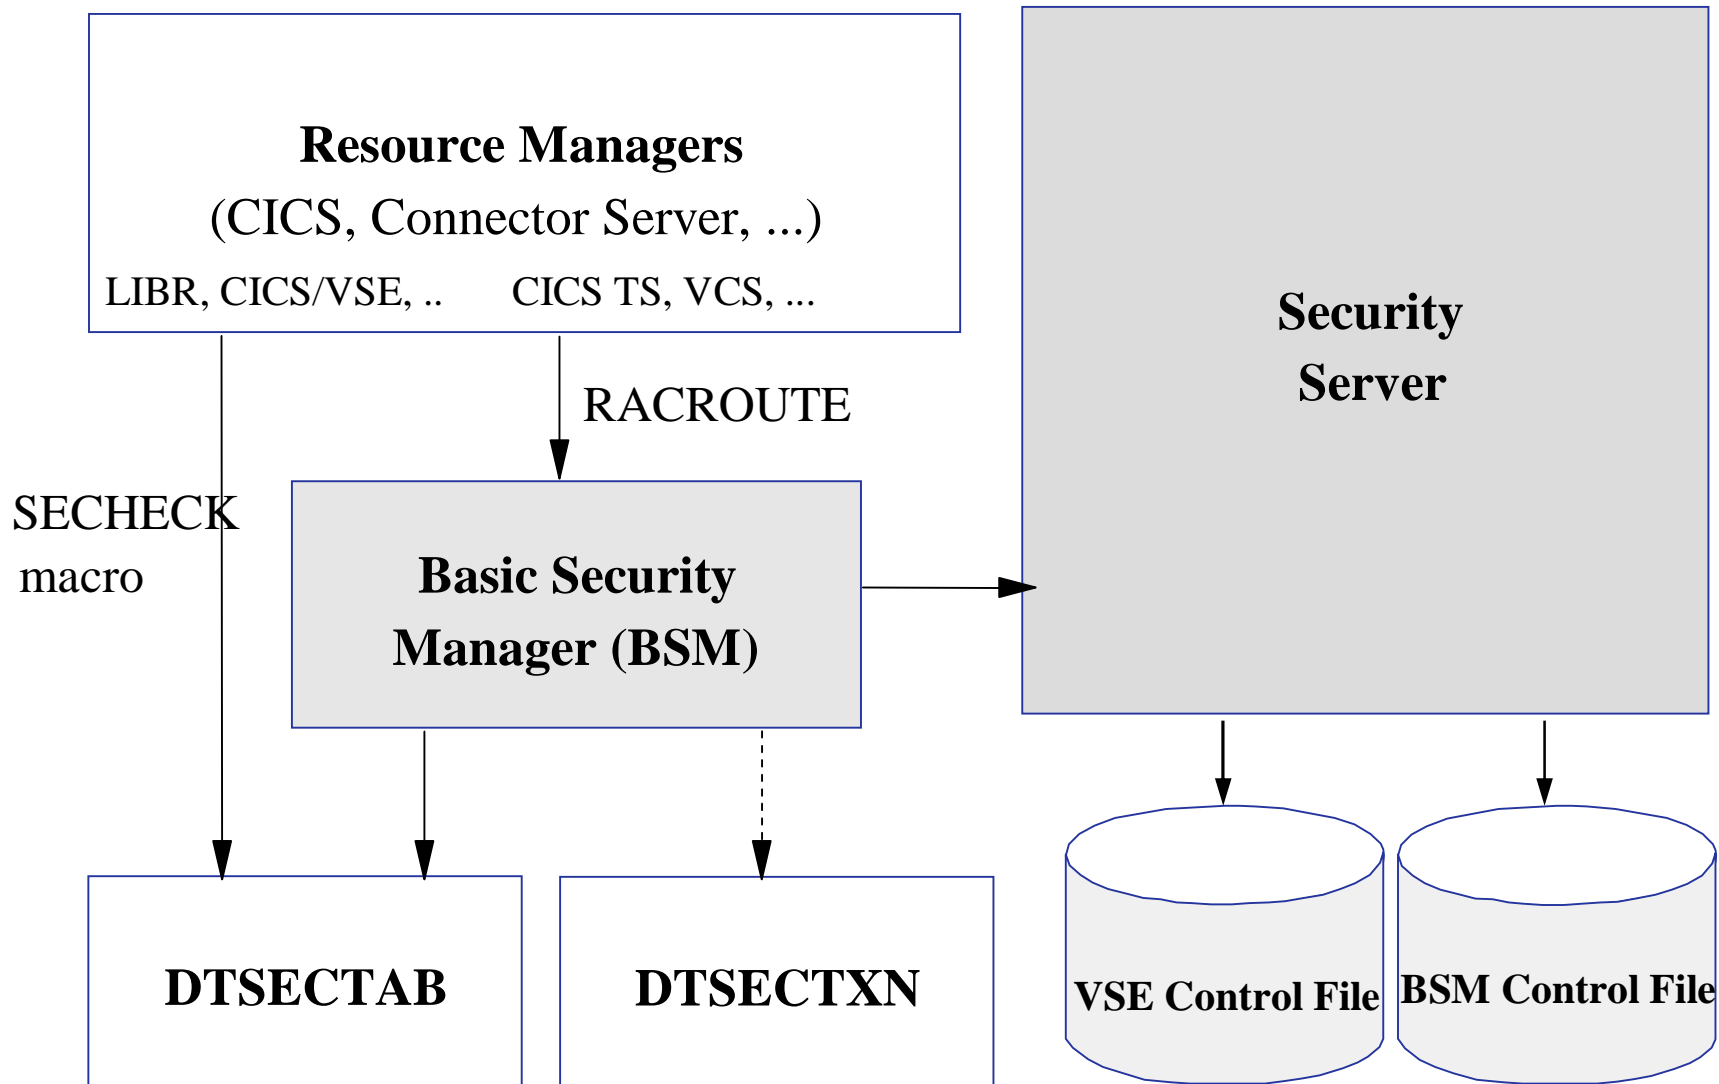 Resource Managers
(CICS, Connector Server, ...)
LIBR, CICS/VSE, .. CICS TS, VCS, ...
Security
Server
RACROUTE
SECHECK
macro
Basic Security
Manager (BSM)
DTSECTAB
DTSECTXN
VSE Control File
BSM Control File